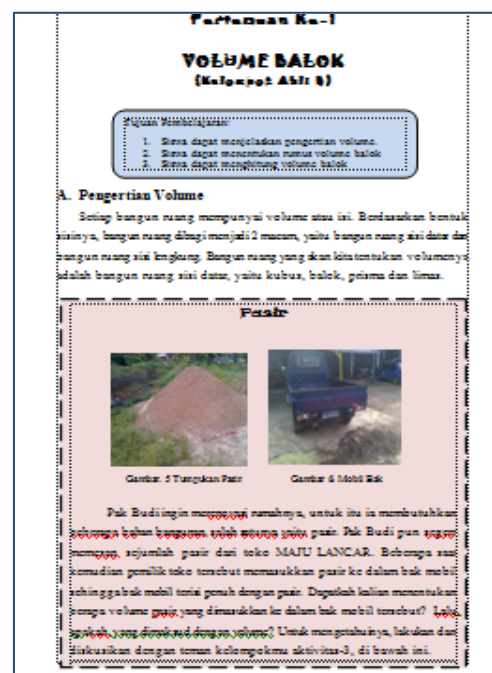 Pertemuan Ke-1
VOLUME BALOK
(Kelompok Ahli
Tujuan Pembelajaran:
1. Siswa dapat menjelaskan pengertian volume.
2. Siswa dapat menentukan rumus volume balok
3. Siswa dapat menghitung volume balok
A. Pengertian Volume
Setiap bangun ruang mempunyai volume atau isi. Berdasarkan bentuk
sisinya, bangun ruang dibagi menjadi 2 macam, yaitu bangun ruang sisi datar dan
bangun ruang sisi lengkung. Bangun ruang yang akan kita tentukan volumenya
adalah bangun ruang sisi datar, yaitu kubus, balok, prisma dan limas.
Pasir
Gambar. 5 Tumpukan Pasir
Gambar 6 Mobil Bak
Pak Budi ingin merenovasi rumahnya, untuk itu ia membutuhkan
beberapa bahan bangunan, salah satunya yaitu pasir. Pak Budi pun segera
memesan, sejumlah pasir dari toko MAJU LANCAR. Beberapa saat
kemudian pemilik toko tersebut memasukkan pasir ke dalam bak mobil
sehingga bak mobil terisi penuh dengan pasir. Dapatkah kalian menentukan
berapa volume pasir yang dimasukkan ke dalam bak mobil tersebut? Lalu,
apakah, yang dimaksud dengan volume? Untuk mengetahuinya, lakukan dan
diskusikan dengan teman kelompokmu aktivitas-3, di bawah ini.